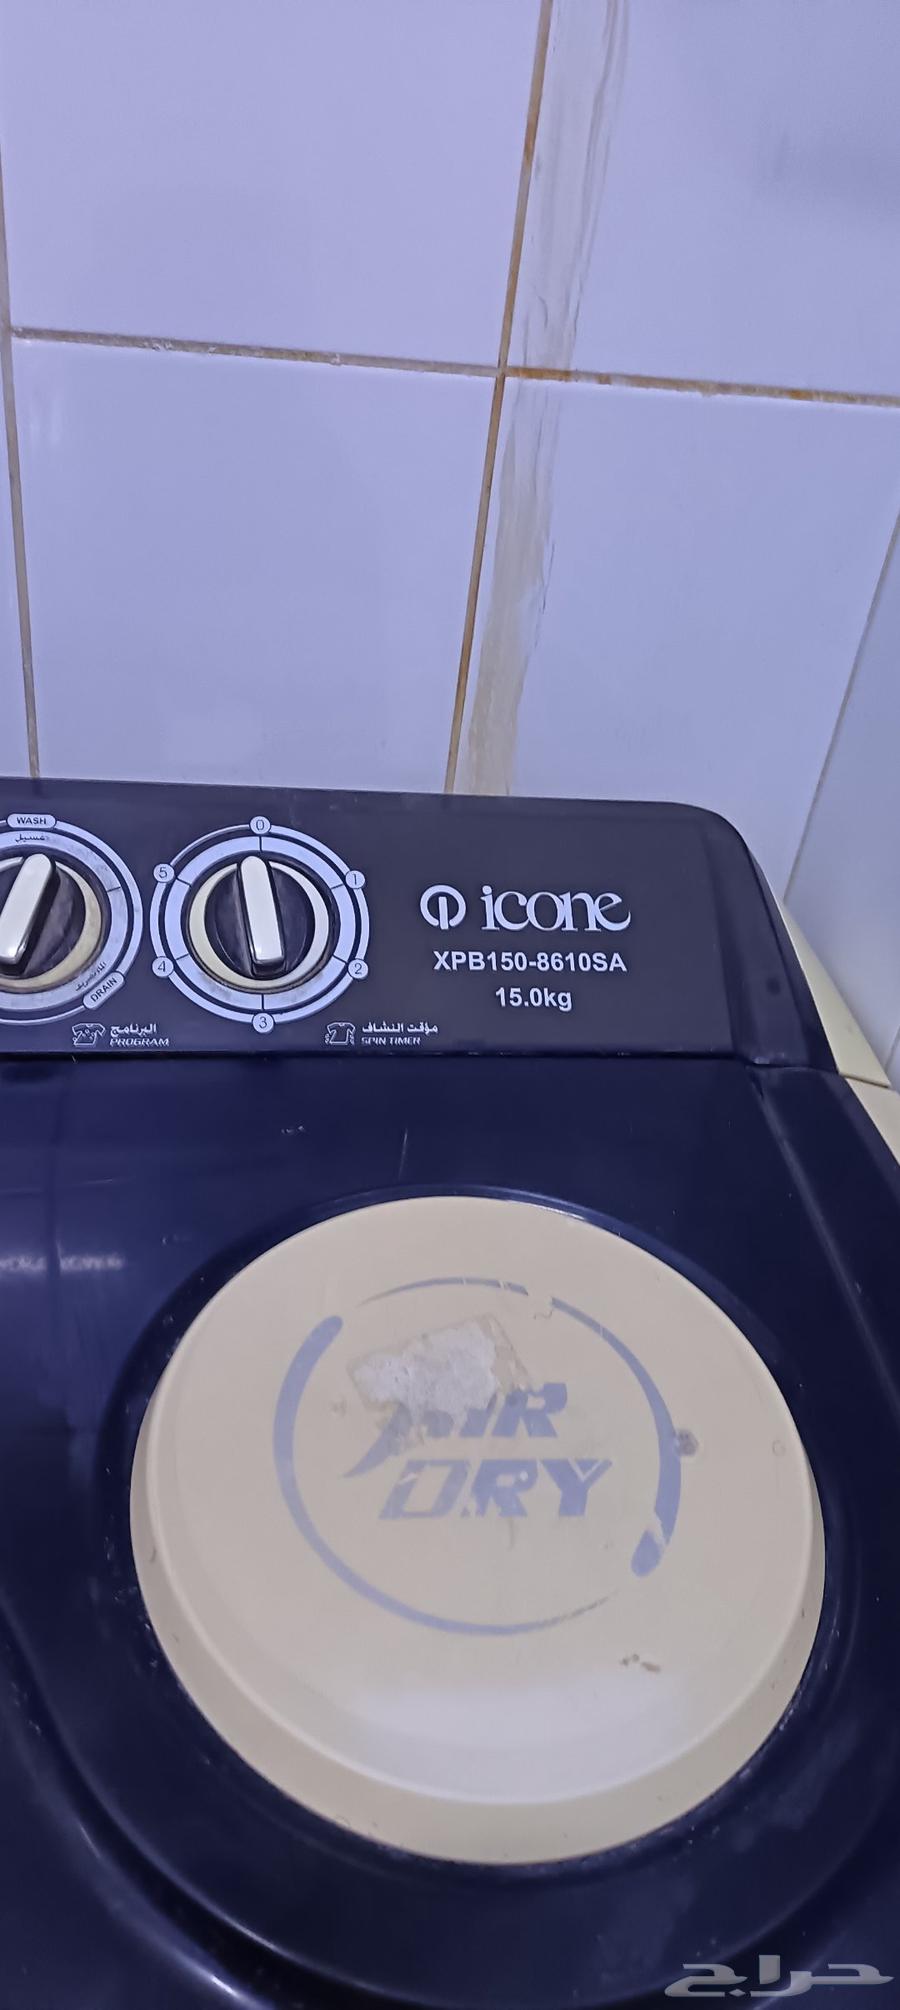 WASH
غسيل
التصريف
DRAIN
البرنامج
PROGRAM
0
1
2
3
4
5
مؤقت النشاف
SPIN TIMER
icone
XPB150-8610SA
15.0kg
AIR
DRY
حراج